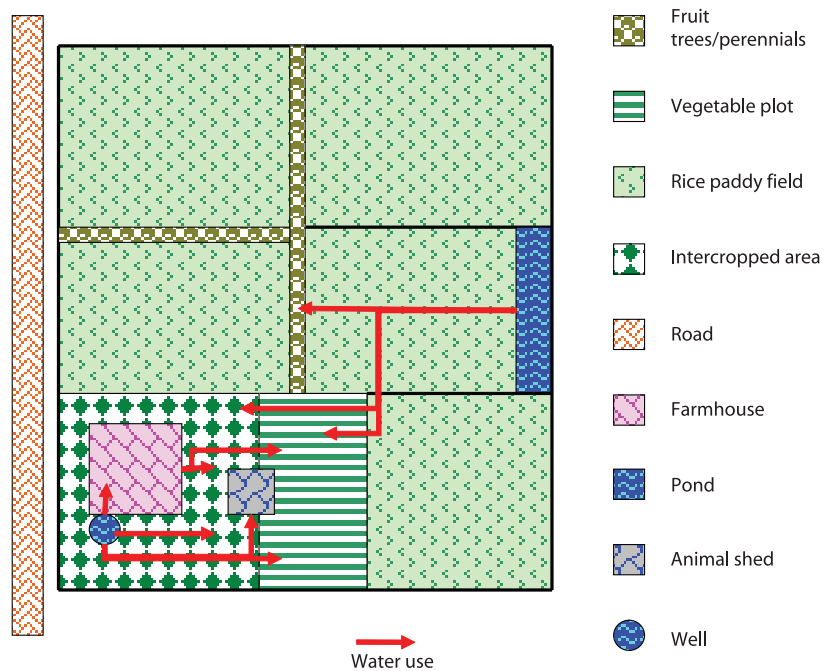 Fruit
trees/perennials
Vegetable plot
Rice paddy field
Intercropped area
Road
Farmhouse
Pond
Animal shed
Well
Water use